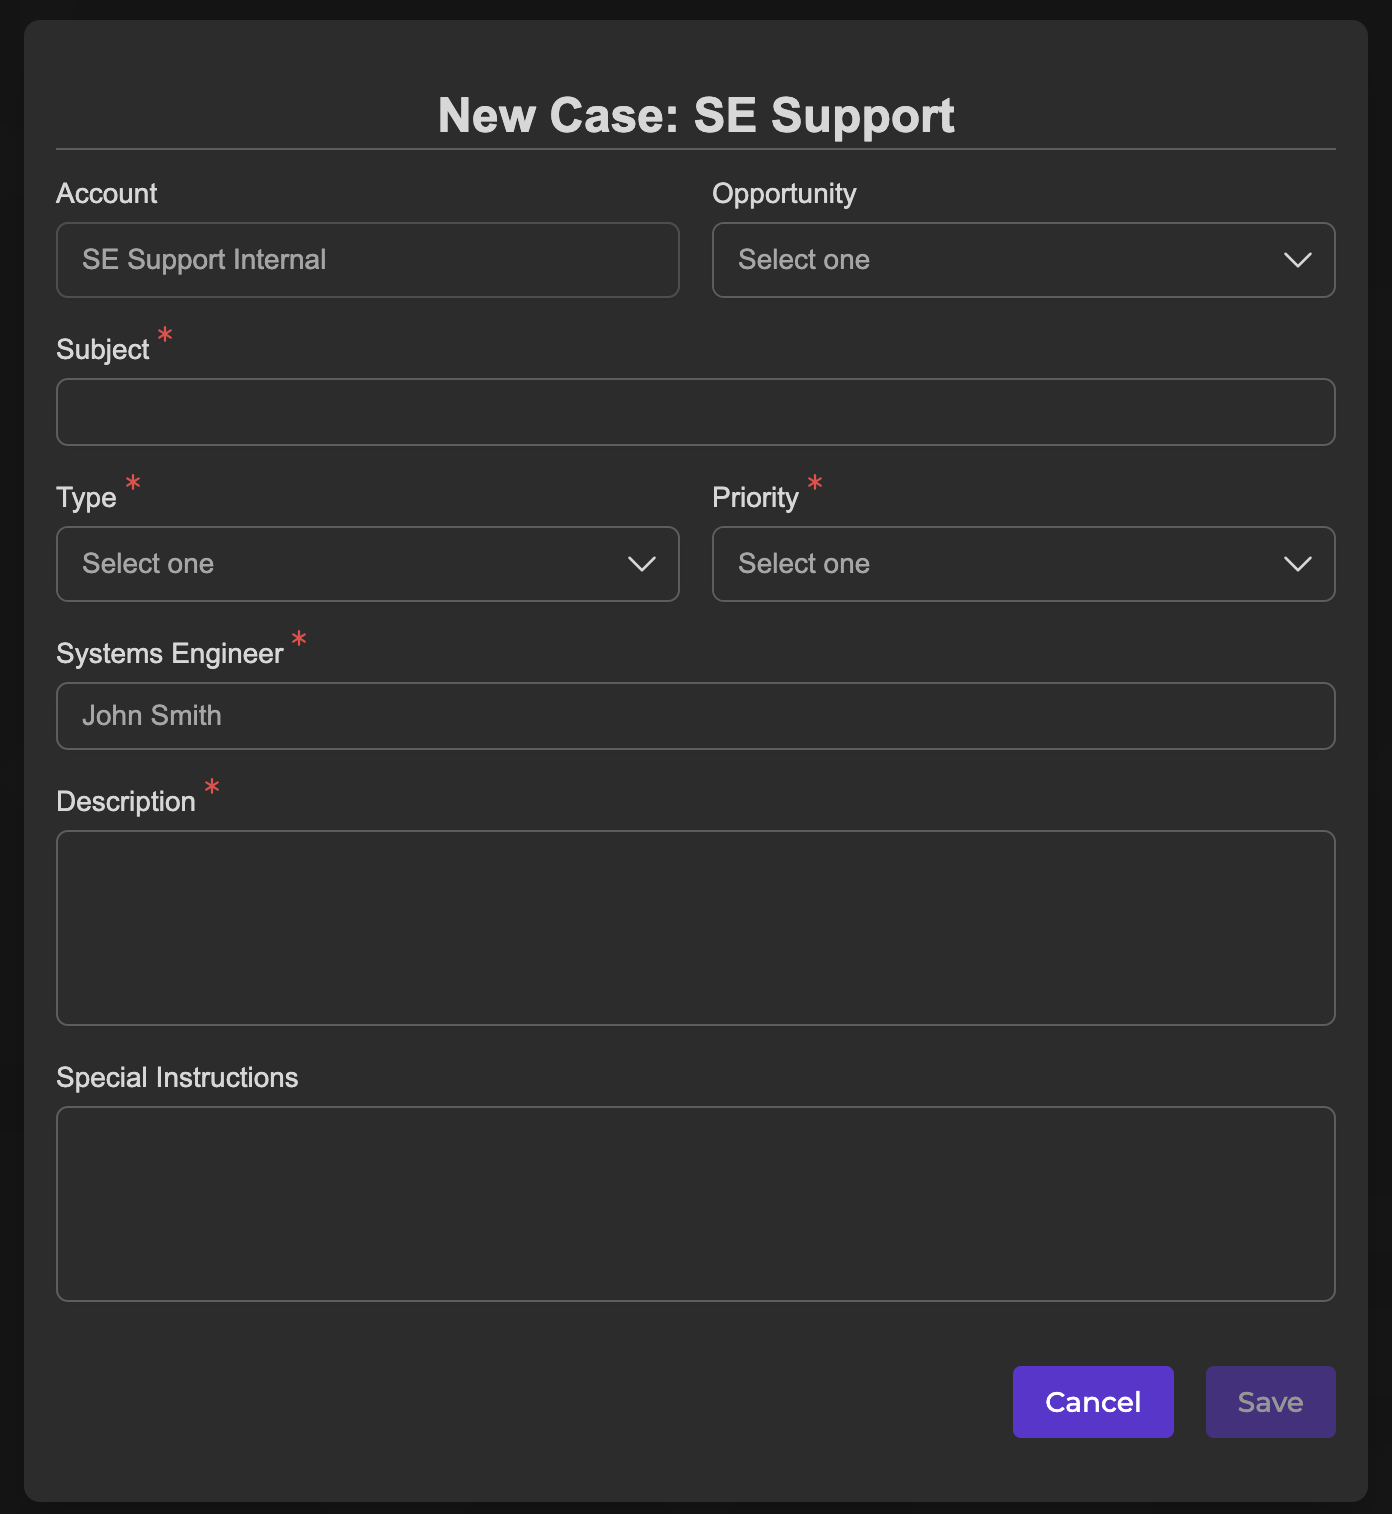 New Case: SE Support
Account
Opportunity
SE Support Internal
Select one
Subject *
Type *
Priority *
Select one
Select one
Systems Engineer *
John Smith
Description *
Special Instructions
Cancel
Save